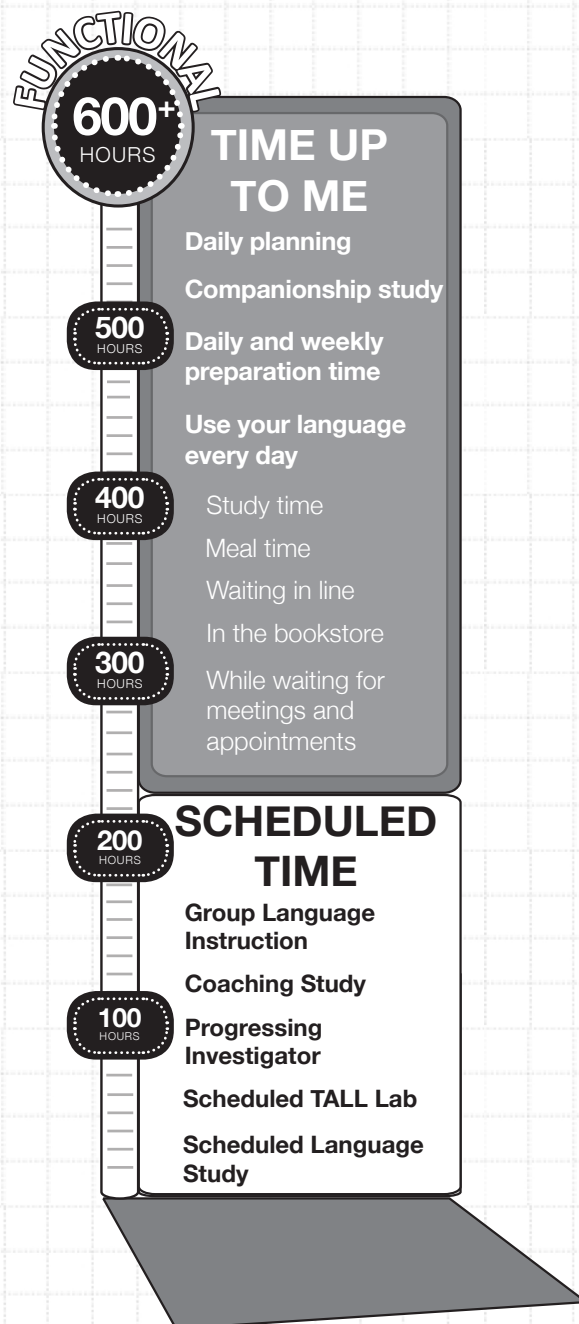 FUNCTIONAL
600+
HOURS
TIME UP
TO ME
Daily planning
Companionship study
500
HOURS
Daily and weekly
preparation time
Use your language
every day
400
HOURS
Study time
Meal time
Waiting in line
In the bookstore
300
HOURS
While waiting for
meetings and
appointments
SCHEDULED
TIME
200
HOURS
Group Language
Instruction
Coaching Study
100
HOURS
Progressing
Investigator
Scheduled TALL Lab
Scheduled Language
Study